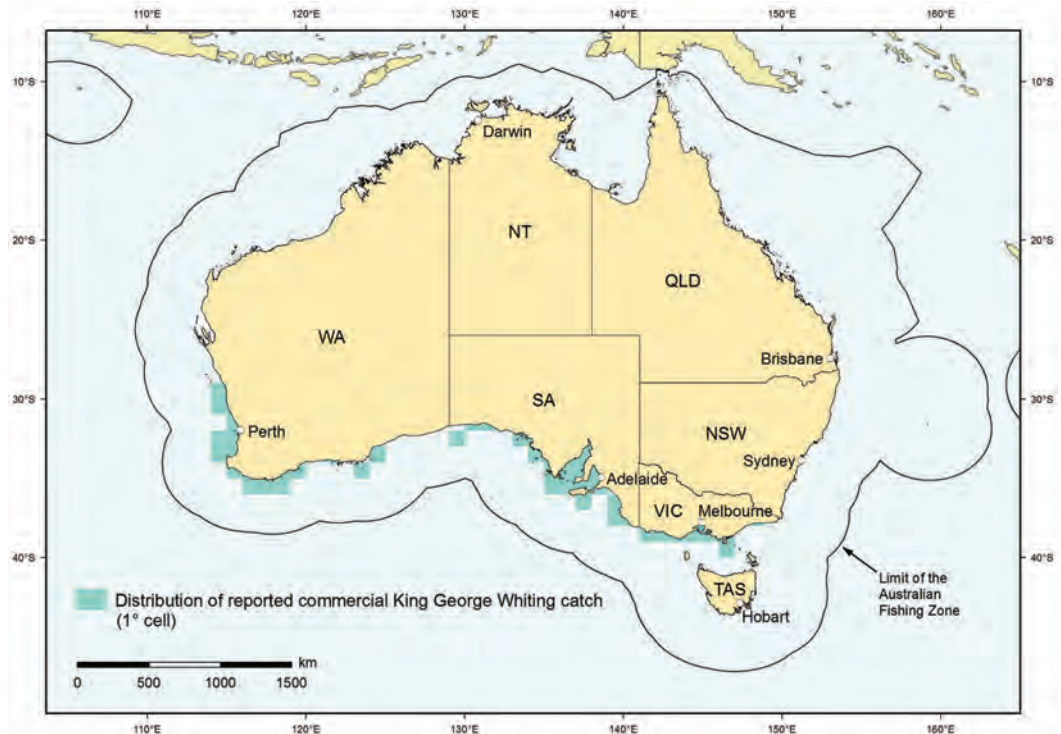 110°E 120°E 130°E 140°E 150°E 160°E
10°S 10°S
Darwin
20°S 20°S
NT
QLD
WA
Brisbane
30°S 30°S
SA
Perth
NSW
Sydney
Adelaide
VIC Melbourne
40°S 40°S
Limit of the
Australian
Fishing Zone
TAS
Hobart
Distribution of reported commercial King George Whiting catch
(1° cell)
km
0 500 1000 1500
110°E 120°E 130°E 140°E 150°E 160°E